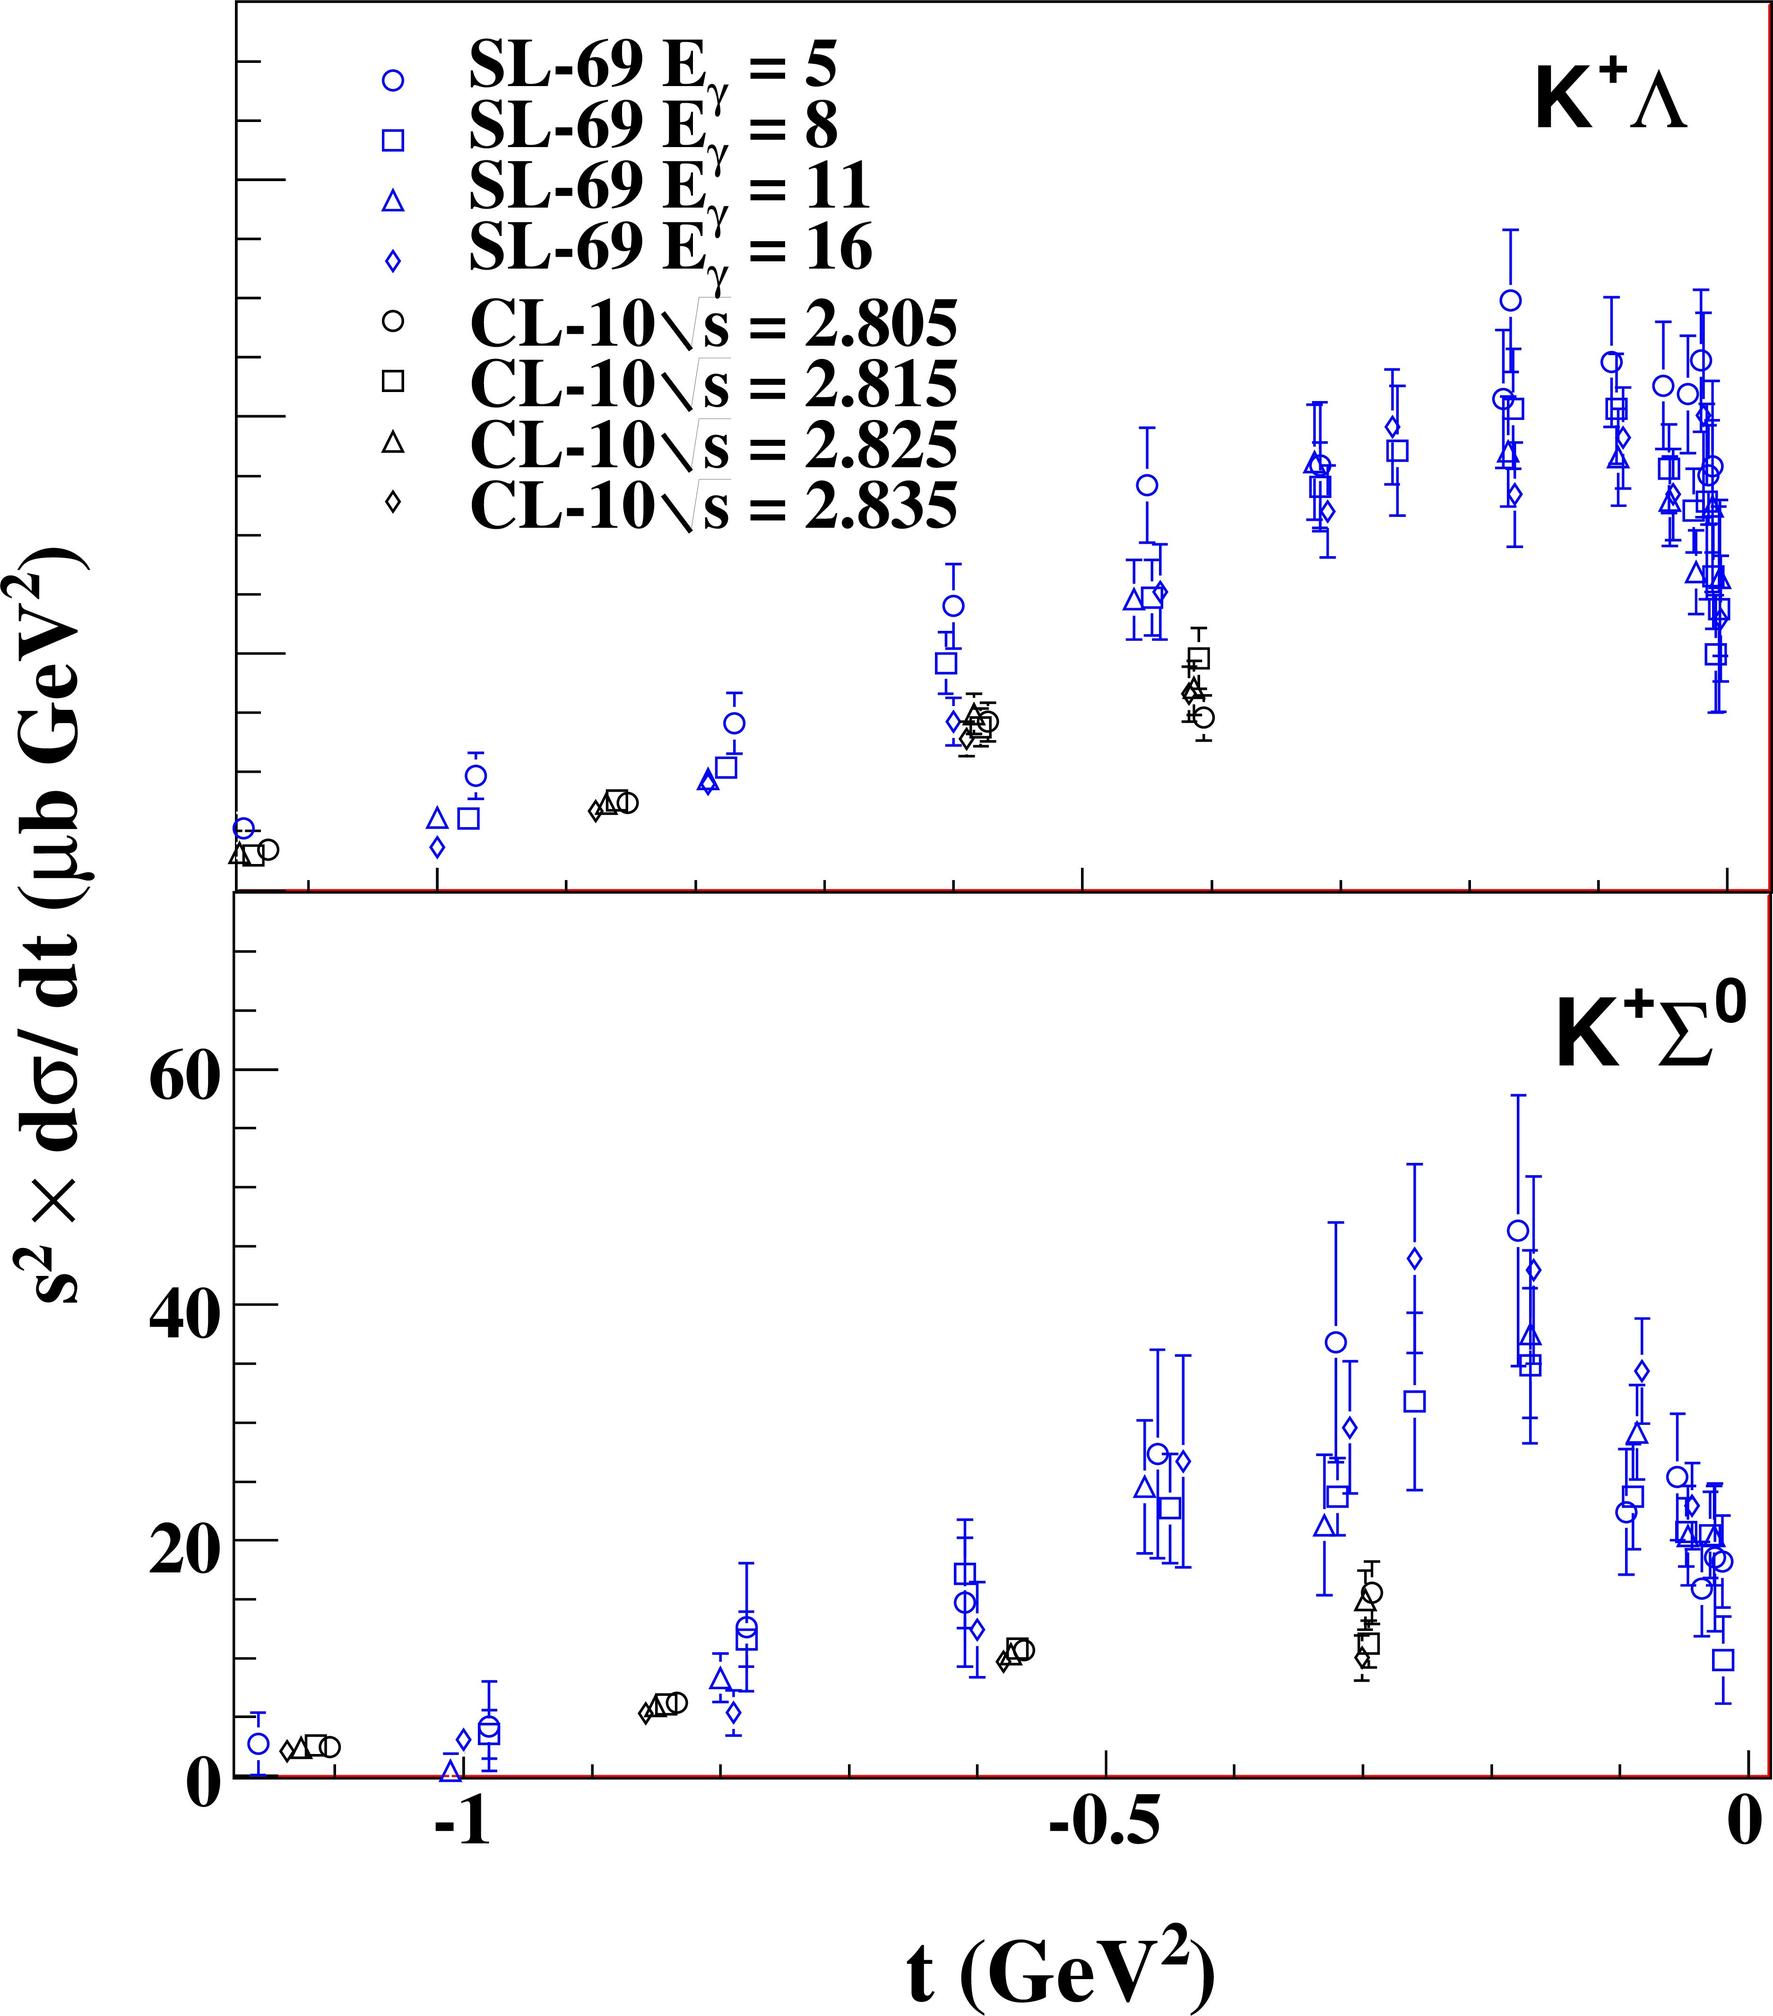 K⁺Λ
SL-69 Eγ = 5
SL-69 Eγ = 8
SL-69 Eγ = 11
SL-69 Eγ = 16
CL-10 √s = 2.805
CL-10 √s = 2.815
CL-10 √s = 2.825
CL-10 √s = 2.835
s² × dσ/ dt (μb GeV²)
K⁺Σ⁰
60
40
20
0
-1 -0.5 0
t (GeV²)